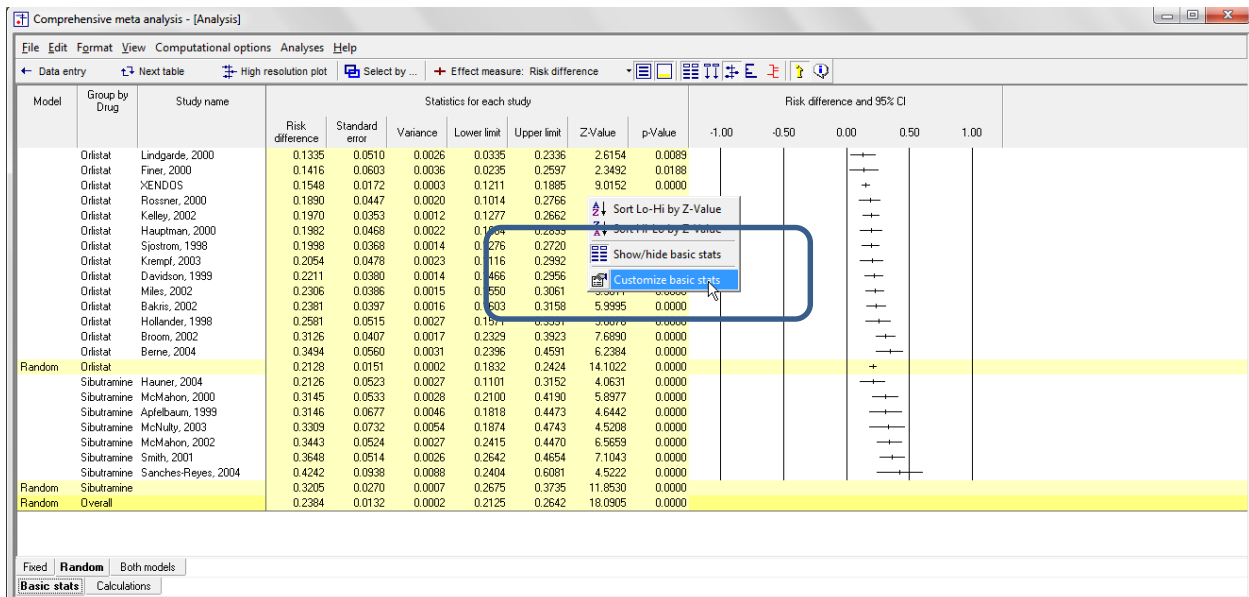 Comprehensive meta analysis - [Analysis]
File Edit Format View Computational options Analyses Help
Data entry Next table High resolution plot Select by ... Effect measure: Risk difference
Model Group by Drug Study name Statistics for each study Risk difference and 95% CI
Risk difference Standard error Variance Lower limit Upper limit Z-Value p-Value -1.00 -0.50 0.00 0.50 1.00
Orlistat Lindgarde, 2000 0.1335 0.0510 0.0026 0.0335 0.2336 2.6154 0.0089
Orlistat Finer, 2000 0.1416 0.0603 0.0036 0.0235 0.2597 2.3492 0.0188
Orlistat XENDOS 0.1548 0.0172 0.0003 0.1211 0.1885 9.0152 0.0000
Orlistat Rossner, 2000 0.1890 0.0447 0.0020 0.1014 0.2766
Sort Lo-Hi by Z-Value
Orlistat Kelley, 2002 0.1970 0.0353 0.0012 0.1277 0.2662
Orlistat Hauptman, 2000 0.1982 0.0468 0.0022
Sort Hi-Lo by Z-Value
Orlistat Sjostrom, 1998 0.1998 0.0368 0.0014 .1276 0.2720
Show/hide basic stats
Orlistat Krempf, 2003 0.2054 0.0478 0.0023 .1116 0.2992
Orlistat Davidson, 1999 0.2211 0.0380 0.0014 .1466 0.2956
Customize basic stats
Orlistat Miles, 2002 0.2306 0.0386 0.0015 .1550 0.3061
Orlistat Bakris, 2002 0.2381 0.0397 0.0016 .1603 0.3158 5.9995 0.0000
Orlistat Hollander, 1998 0.2581 0.0515 0.0027
Orlistat Broom, 2002 0.3126 0.0407 0.0017 0.2329 0.3923 7.6890 0.0000
Orlistat Berne, 2004 0.3494 0.0560 0.0031 0.2396 0.4591 6.2384 0.0000
Random Orlistat 0.2128 0.0151 0.0002 0.1832 0.2424 14.1022 0.0000
Sibutramine Hauner, 2004 0.2126 0.0523 0.0027 0.1101 0.3152 4.0631 0.0000
Sibutramine McMahon, 2000 0.3145 0.0533 0.0028 0.2100 0.4190 5.8977 0.0000
Sibutramine Apfelbaum, 1999 0.3146 0.0677 0.0046 0.1818 0.4473 4.6442 0.0000
Sibutramine McNulty, 2003 0.3309 0.0732 0.0054 0.1874 0.4743 4.5208 0.0000
Sibutramine McMahon, 2002 0.3443 0.0524 0.0027 0.2415 0.4470 6.5659 0.0000
Sibutramine Smith, 2001 0.3648 0.0514 0.0026 0.2642 0.4654 7.1043 0.0000
Sibutramine Sanches-Reyes, 2004 0.4242 0.0938 0.0088 0.2404 0.6081 4.5222 0.0000
Random Sibutramine 0.3205 0.0270 0.0007 0.2675 0.3735 11.8530 0.0000
Random Overall 0.2384 0.0132 0.0002 0.2125 0.2642 18.0905 0.0000
Fixed Random Both models
Basic stats Calculations